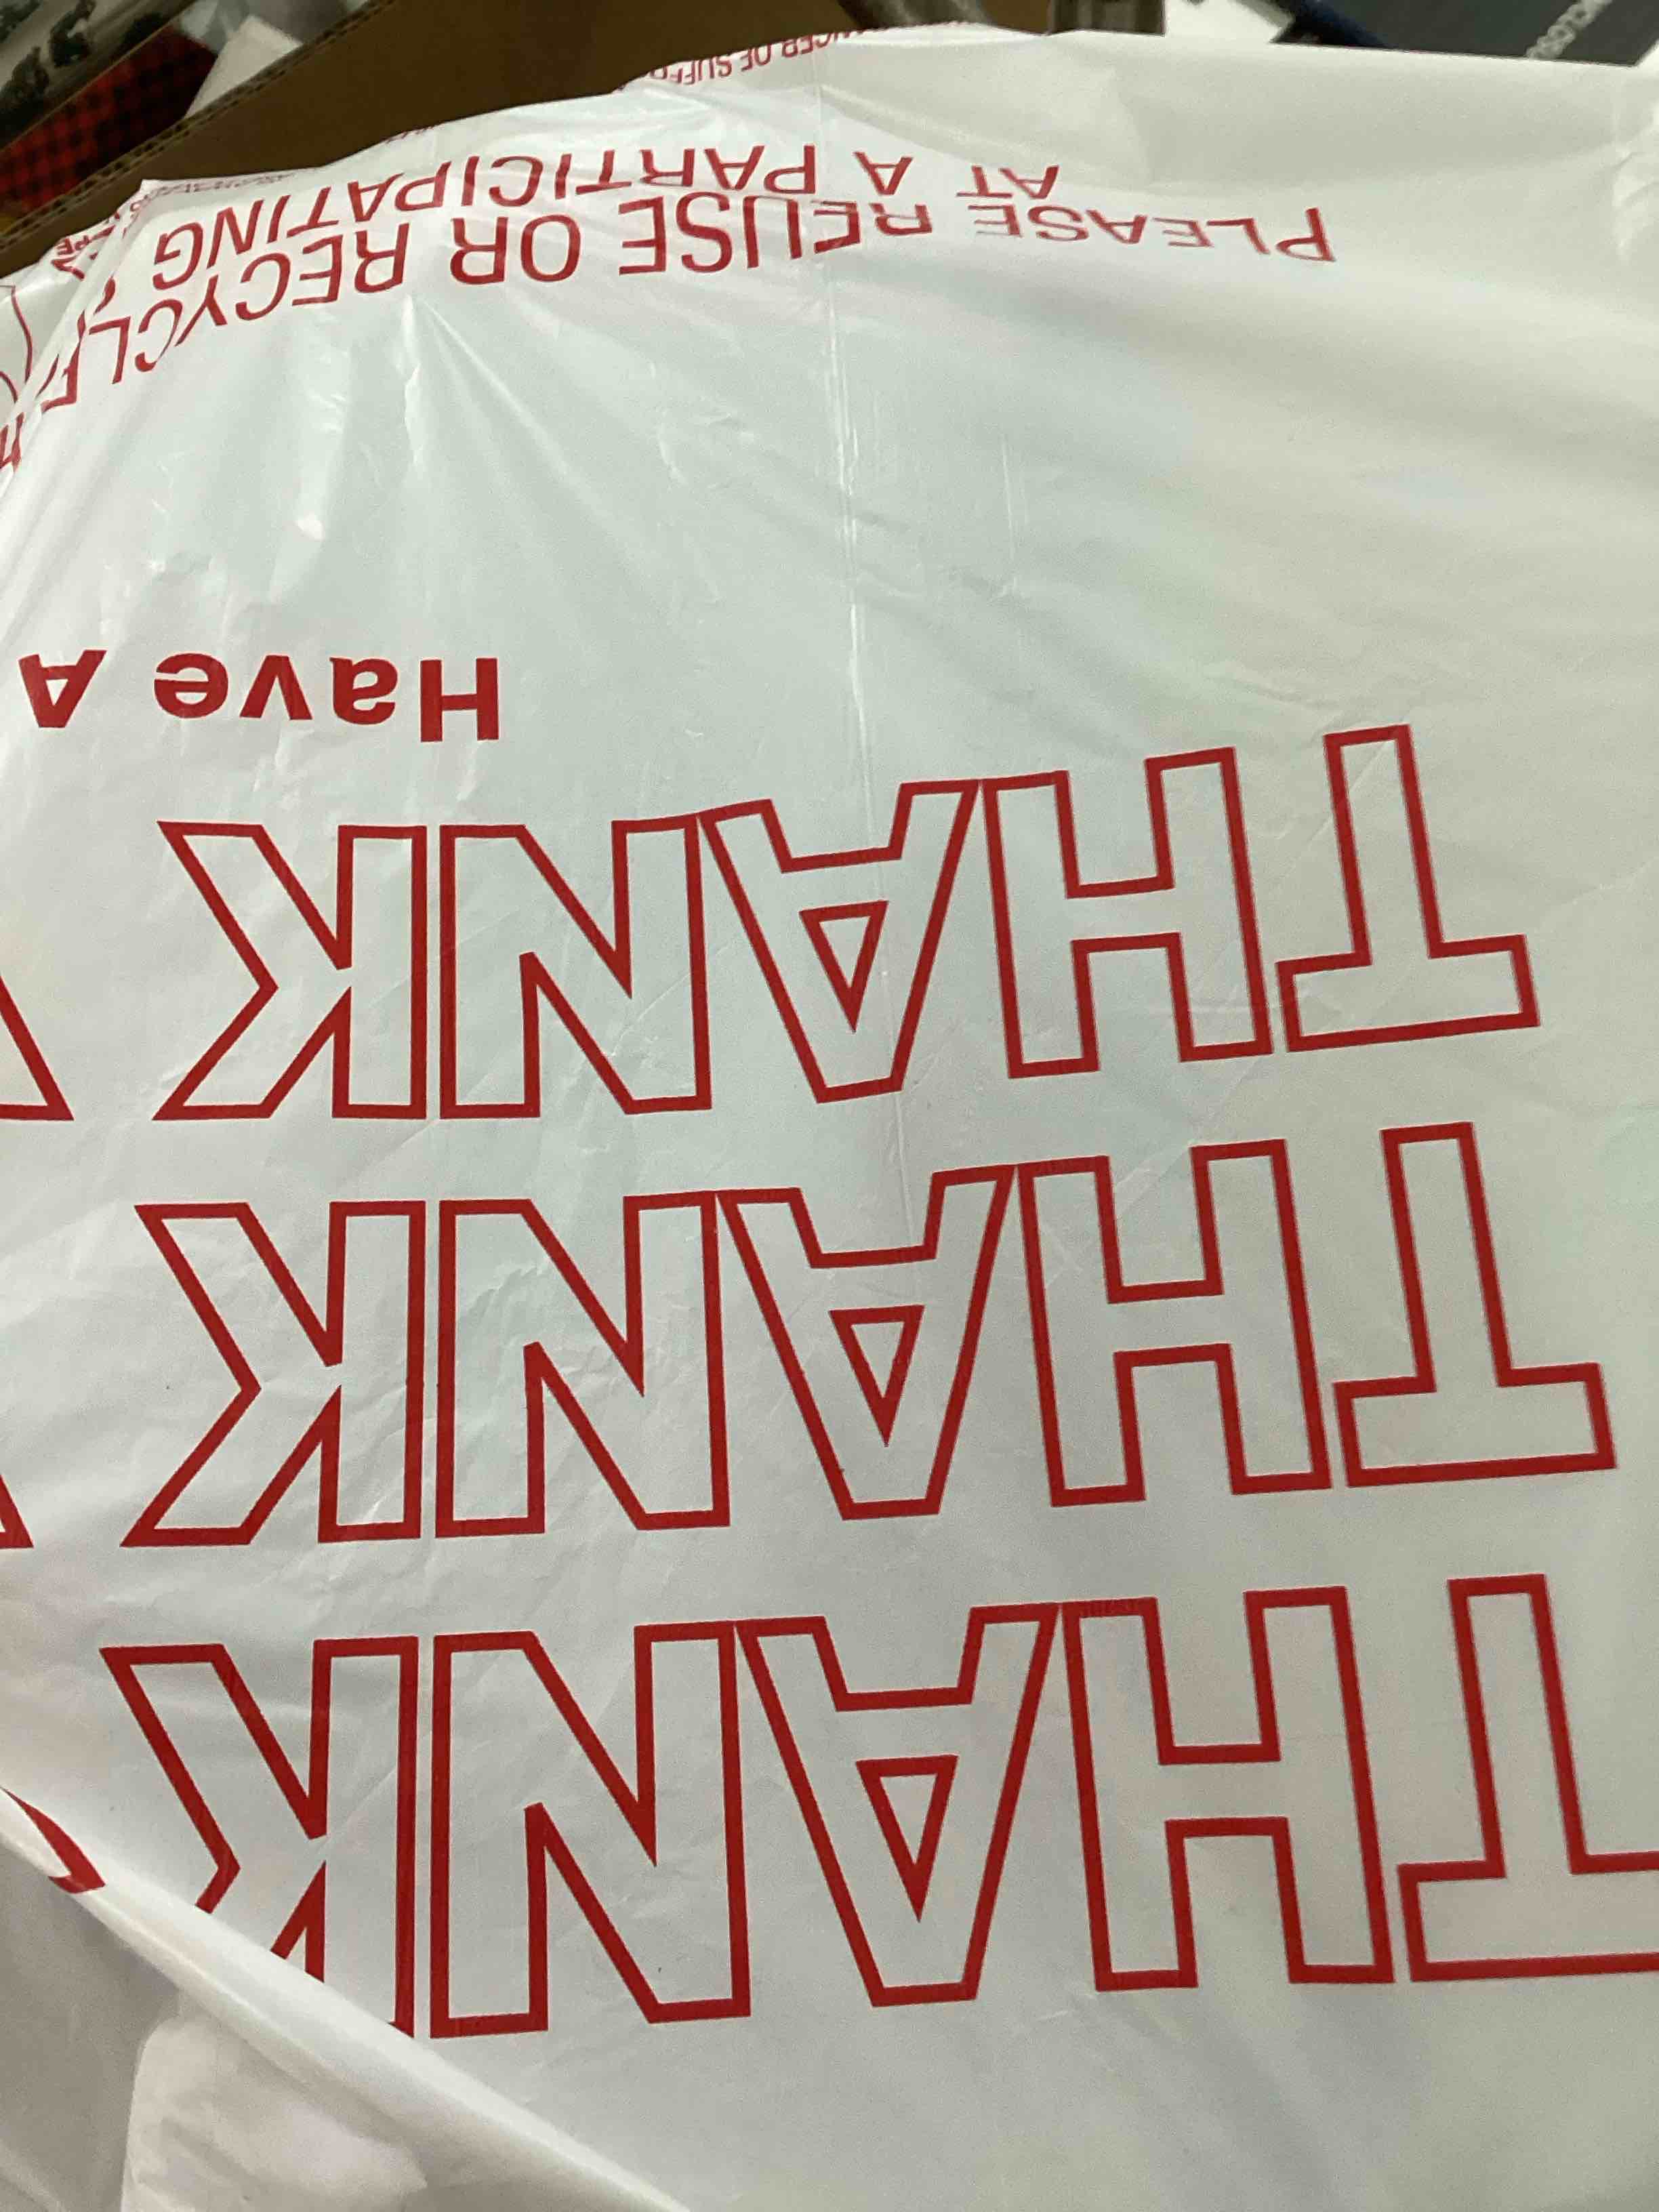 THANK
THANK
THANK
Have A
PLEASE REUSE OR RECYCLE
AT A PARTICIPATING